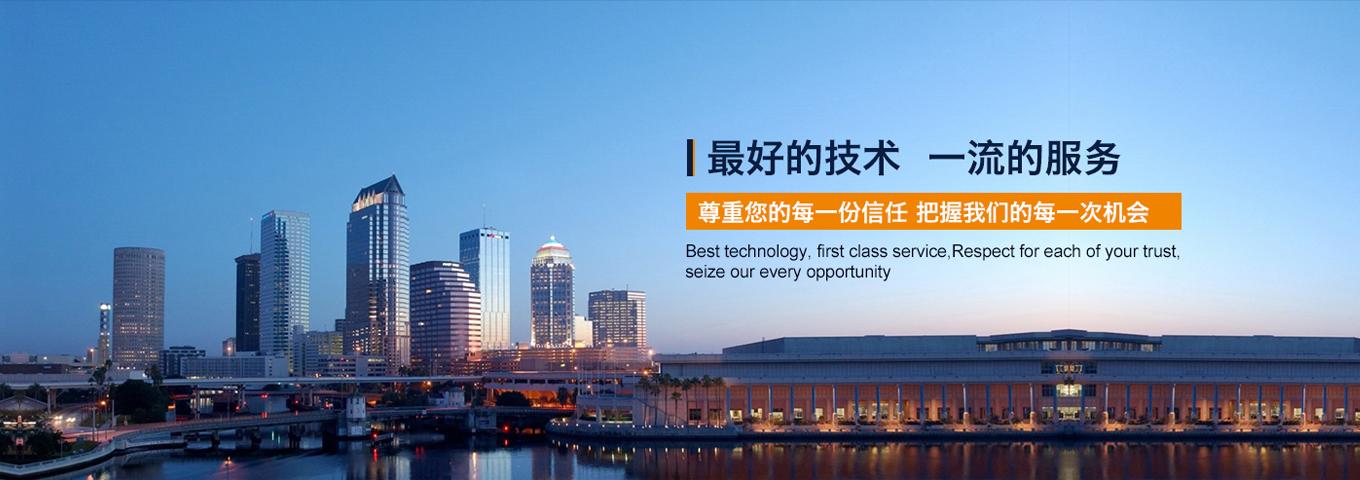 最好的技术 一流的服务
尊重您的每一份信任 把握我们的每一次机会
Best technology, first class service,Respect for each of your trust,
seize our every opportunity